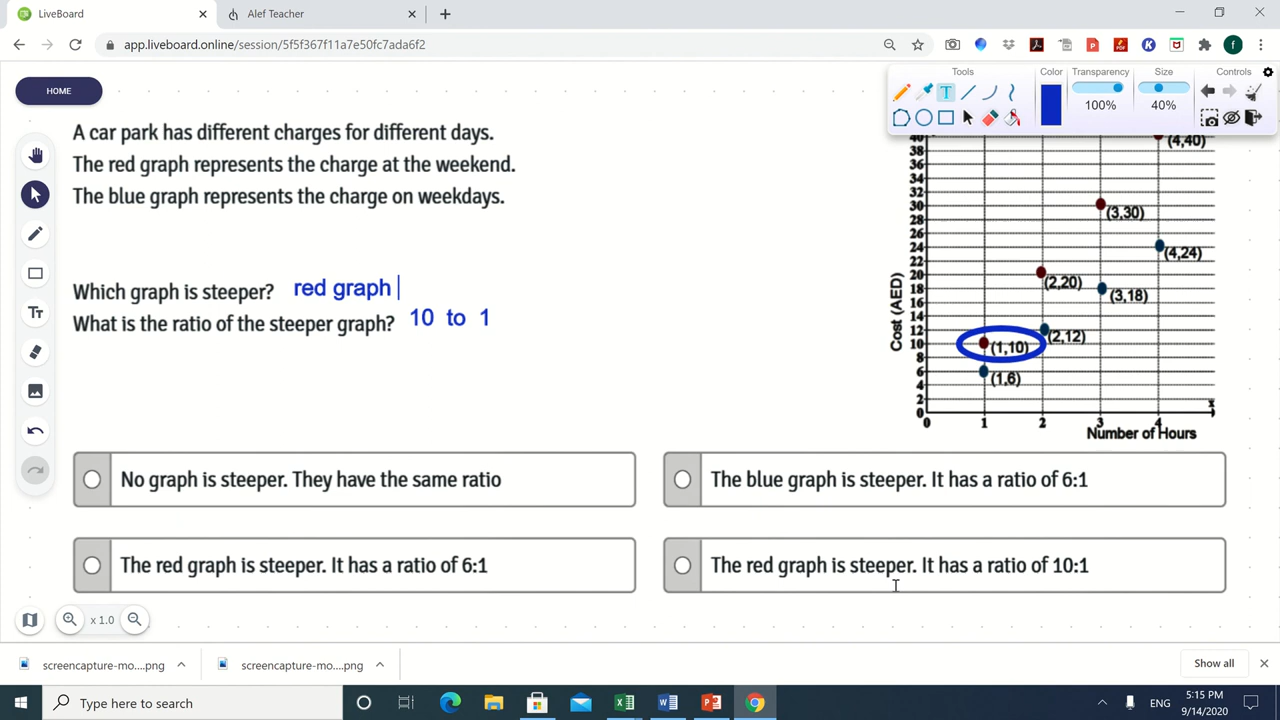 LiveBoard
Alef Teacher
app.liveboard.online/session/5f5f367f11a7e50fc7ada6f2
HOME
Tools
Color
Transparency
Size
Controls
100%
40%
A car park has different charges for different days.
The red graph represents the charge at the weekend.
The blue graph represents the charge on weekdays.
Which graph is steeper? red graph
What is the ratio of the steeper graph? 10 to 1
Cost (AED)
40
38
36
34
32
30
28
26
24
22
20
18
16
14
12
10
8
6
4
2
0
(4,40)
(3,30)
(4,24)
(2,20)
(3,18)
(2,12)
(1,10)
(1,6)
x
0 1 2 3 4
Number of Hours
No graph is steeper. They have the same ratio
The blue graph is steeper. It has a ratio of 6:1
The red graph is steeper. It has a ratio of 6:1
The red graph is steeper. It has a ratio of 10:1
x 1.0
screencapture-mo....png
screencapture-mo....png
Show all
Type here to search
ENG
5:15 PM
9/14/2020